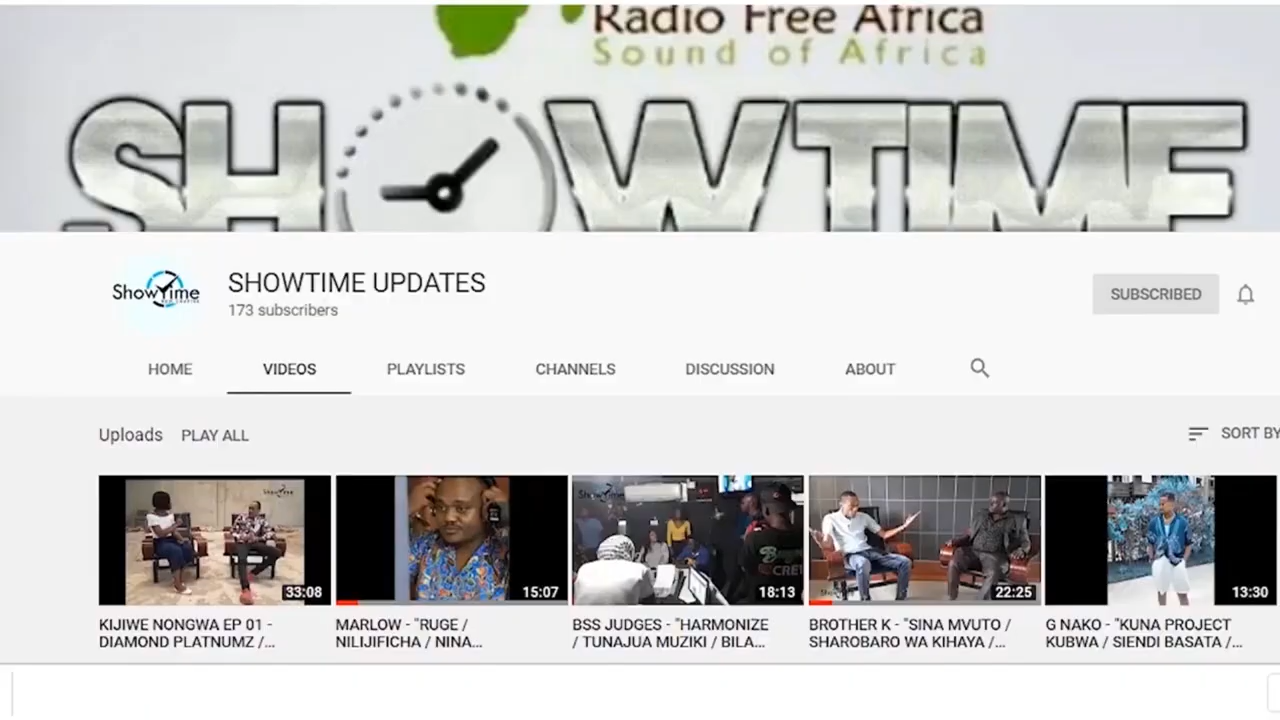 Radio Free Africa
Sound of Africa
SHOWTIME
ShowTime
SHOWTIME UPDATES
173 subscribers
SUBSCRIBED
HOME VIDEOS PLAYLISTS CHANNELS DISCUSSION ABOUT
Uploads PLAY ALL
SORT BY
ShowTime
ShowTime
33:08
15:07
18:13
22:25
13:30
KIJIWE NONGWA EP 01 -
DIAMOND PLATNUMZ /...
MARLOW - "RUGE /
NILIJIFICHA / NINA...
BSS JUDGES - "HARMONIZE
/ TUNAJUA MUZIKI / BILA...
BROTHER K - "SINA MVUTO /
SHAROBARO WA KIHAYA /...
G NAKO - "KUNA PROJECT
KUBWA / SIENDI BASATA /...